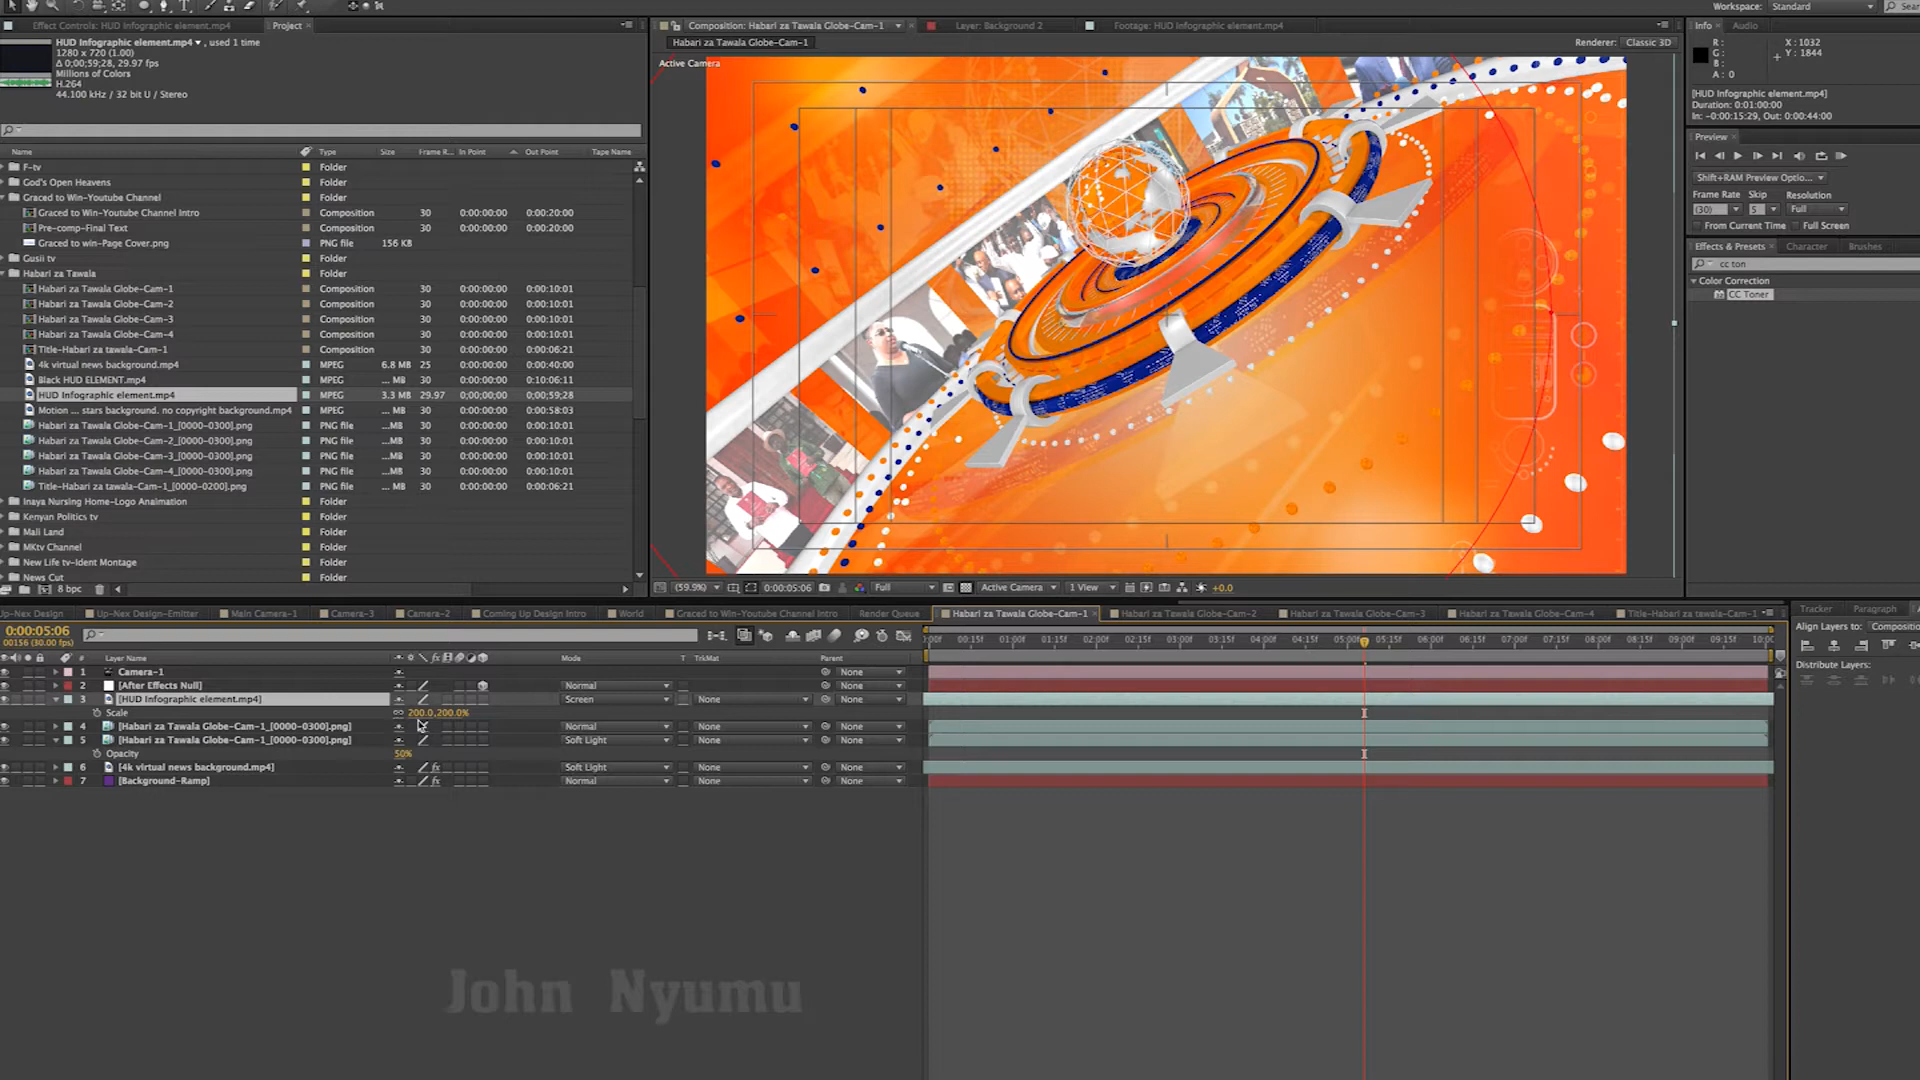 Workspace: Standard
Effect Controls: HUD Infographic element.mp4 Project
Composition: Habari za Tawala Globe-Cam-1 Layer: Background 2 Footage: HUD Infographic element.mp4
Info Audio
HUD Infographic element.mp4 , used 1 time
1280 x 720 (1.00)
Δ 0;00;59;28, 29.97 fps
Millions of Colors
H.264
44.100 kHz / 32 bit U / Stereo
Habari za Tawala Globe-Cam-1
Renderer: Classic 3D
Active Camera
R:
G:
B:
A: 0
X: 1032
Y: 1844
[HUD Infographic element.mp4]
Duration: 0:01:00:00
In: -0:00:15:29, Out: 0:00:44:00
Preview
Shift+RAM Preview Optio...
Frame Rate Skip Resolution
(30) 5 Full
From Current Time Full Screen
Effects & Presets Character Brushes
cc ton
Color Correction
CC Toner
Name Type Size Frame R... In Point Out Point Tape Name
F-tv Folder
God's Open Heavens Folder
Graced to Win-Youtube Channel Folder
Graced to Win-Youtube Channel Intro Composition 30 0:00:00:00 0:00:20:00
Pre-comp-Final Text Composition 30 0:00:00:00 0:00:20:00
Graced to win-Page Cover.png PNG file 156 KB
Gusii tv Folder
Habari za Tawala Folder
Habari za Tawala Globe-Cam-1 Composition 30 0:00:00:00 0:00:10:01
Habari za Tawala Globe-Cam-2 Composition 30 0:00:00:00 0:00:10:01
Habari za Tawala Globe-Cam-3 Composition 30 0:00:00:00 0:00:10:01
Habari za Tawala Globe-Cam-4 Composition 30 0:00:00:00 0:00:10:01
Title-Habari za tawala-Cam-1 Composition 30 0:00:00:00 0:00:06:21
4k virtual news background.mp4 MPEG 6.8 MB 25 0:00:00:00 0:00:40:00
Black HUD ELEMENT.mp4 MPEG ... MB 30 0:00:00:00 0:10:06:11
HUD Infographic element.mp4 MPEG 3.3 MB 29.97 0;00;00;00 0;00;59;28
Motion ... stars background. no copyright background.mp4 MPEG ... MB 30 0:00:00:00 0:00:58:03
Habari za Tawala Globe-Cam-1_[0000-0300].png PNG file ...MB 30 0:00:00:00 0:00:10:01
Habari za Tawala Globe-Cam-2_[0000-0300].png PNG file ...MB 30 0:00:00:00 0:00:10:01
Habari za Tawala Globe-Cam-3_[0000-0300].png PNG file ...MB 30 0:00:00:00 0:00:10:01
Habari za Tawala Globe-Cam-4_[0000-0300].png PNG file ...MB 30 0:00:00:00 0:00:10:01
Title-Habari za tawala-Cam-1_[0000-0200].png PNG file ... MB 30 0:00:00:00 0:00:06:21
Inaya Nursing Home-Logo Anaimation Folder
Kenyan Politics tv Folder
Mali Land Folder
MKtv Channel Folder
New Life tv-Ident Montage Folder
News Cut Folder
8 bpc
(59.9%) 0:00:05:06 Full Active Camera 1 View +0.0
Up-Nex Design Up-Nex Design-Emitter Main Camera-1 Camera-3 Camera-2 Coming Up Design Intro World Graced to Win-Youtube Channel Intro Render Queue Habari za Tawala Globe-Cam-1 Habari za Tawala Globe-Cam-2 Habari za Tawala Globe-Cam-3 Habari za Tawala Globe-Cam-4 Title-Habari za tawala-Cam-1
Tracker Paragraph
0:00:05:06
00156 (30.00 fps)
:00f 00:15f 01:00f 01:15f 02:00f 02:15f 03:00f 03:15f 04:00f 04:15f 05:00f 05:15f 06:00f 06:15f 07:00f 07:15f 08:00f 08:15f 09:00f 09:15f 10:0
Align Layers to: Compositio
Distribute Layers:
# Layer Name Mode T TrkMat Parent
1 Camera-1 None
2 [After Effects Null] Normal None
3 [HUD Infographic element.mp4] Screen None None
Scale 200.0,200.0%
4 [Habari za Tawala Globe-Cam-1_[0000-0300].png] Normal None None
5 [Habari za Tawala Globe-Cam-1_[0000-0300].png] Soft Light None None
Opacity 50%
6 [4k virtual news background.mp4] Soft Light None None
7 [Background-Ramp] Normal None None
John Nyumu